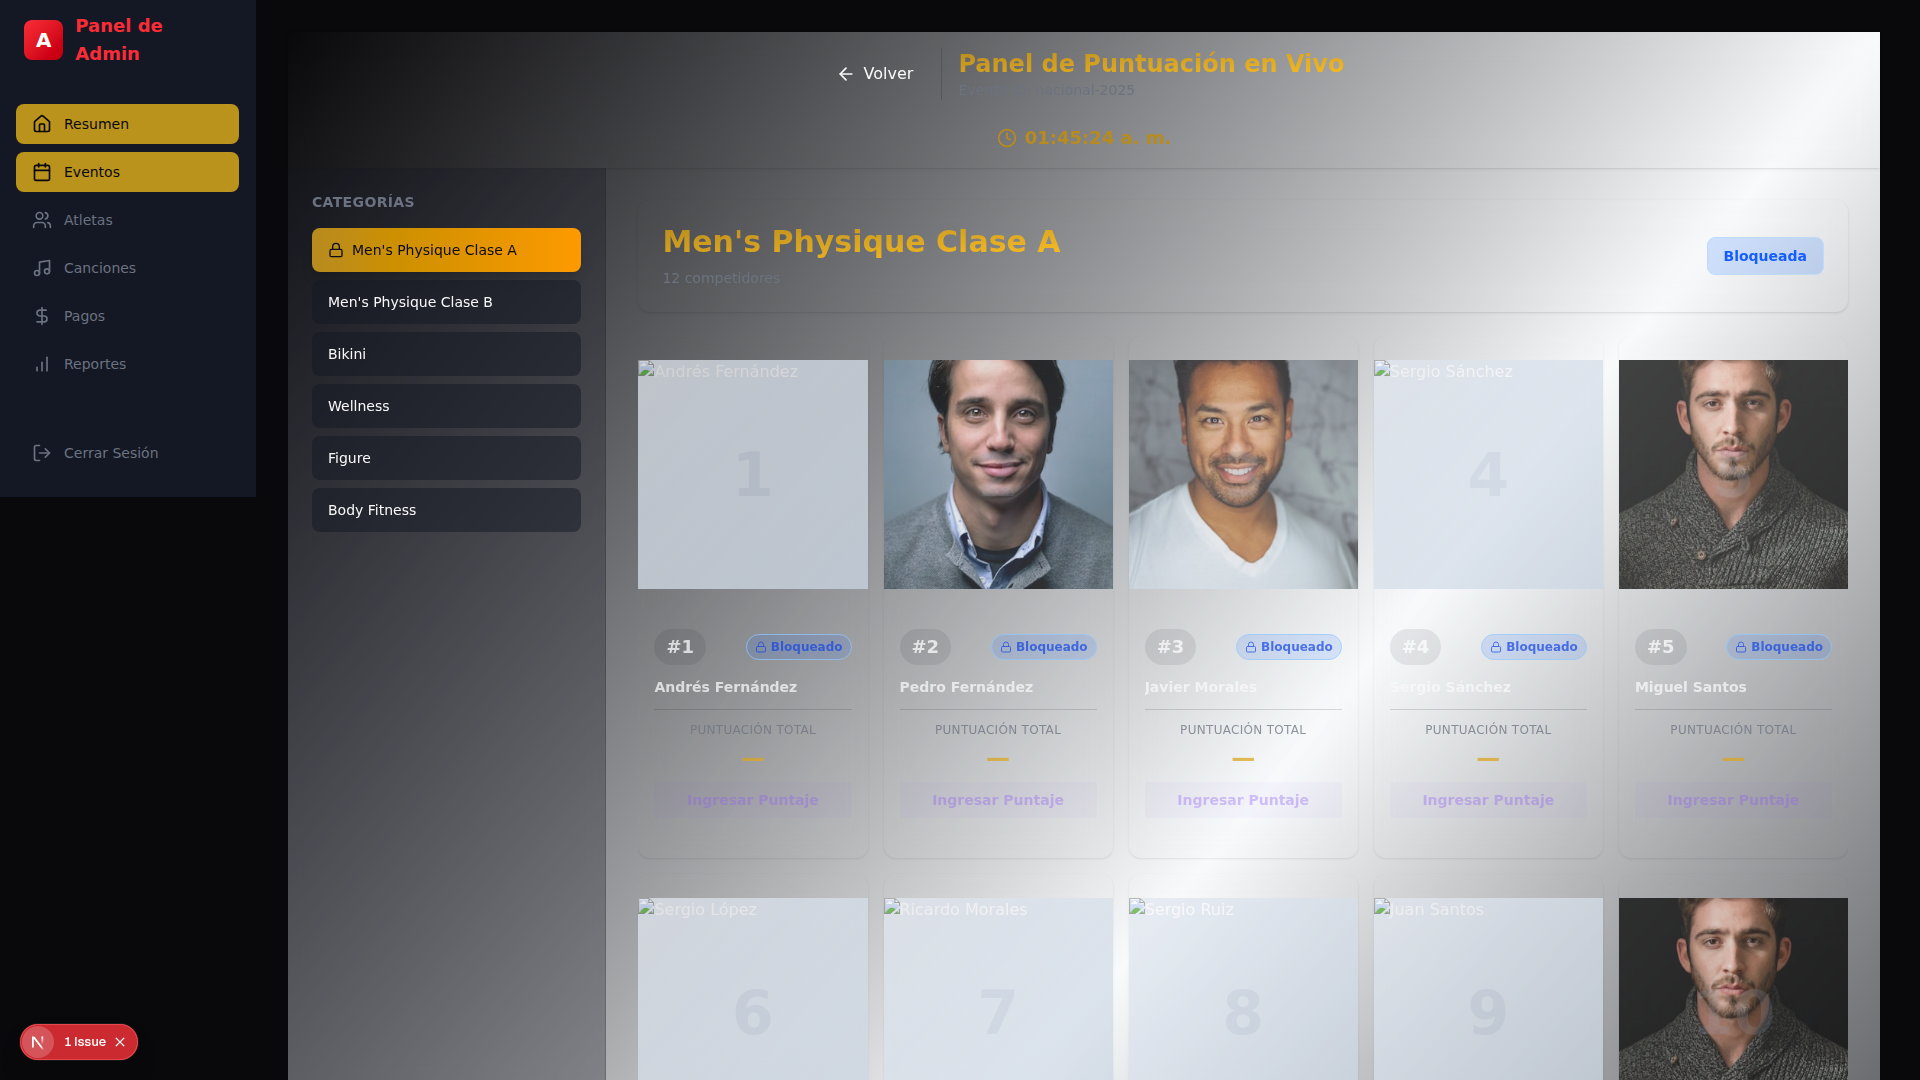 A
Panel de
Admin
Resumen
Eventos
Atletas
Canciones
Pagos
Reportes
Cerrar Sesión
1 Issue
Volver
Panel de Puntuación en Vivo
01:45:24 a. m.
CATEGORÍAS
Men's Physique Clase A
Men's Physique Clase B
Bikini
Wellness
Figure
Body Fitness
Men's Physique Clase A
12 competidores
Bloqueada
Andrés Fernández
1
#1
Bloqueado
Andrés Fernández
PUNTUACIÓN TOTAL
—
Ingresar Puntaje
#2
Bloqueado
Pedro Fernández
PUNTUACIÓN TOTAL
—
Ingresar Puntaje
#3
Bloqueado
Javier Morales
PUNTUACIÓN TOTAL
—
Ingresar Puntaje
Sergio Sánchez
4
#4
Bloqueado
Sergio Sánchez
PUNTUACIÓN TOTAL
—
Ingresar Puntaje
#5
Bloqueado
Miguel Santos
PUNTUACIÓN TOTAL
—
Ingresar Puntaje
Sergio López
6
Ricardo Morales
7
Sergio Ruiz
8
Juan Santos
9